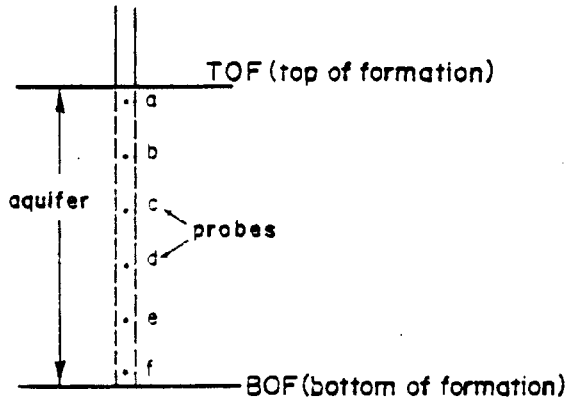 TOF (top of formation)
a
b
aquifer
c
probes
d
e
f
BOF (bottom of formation)